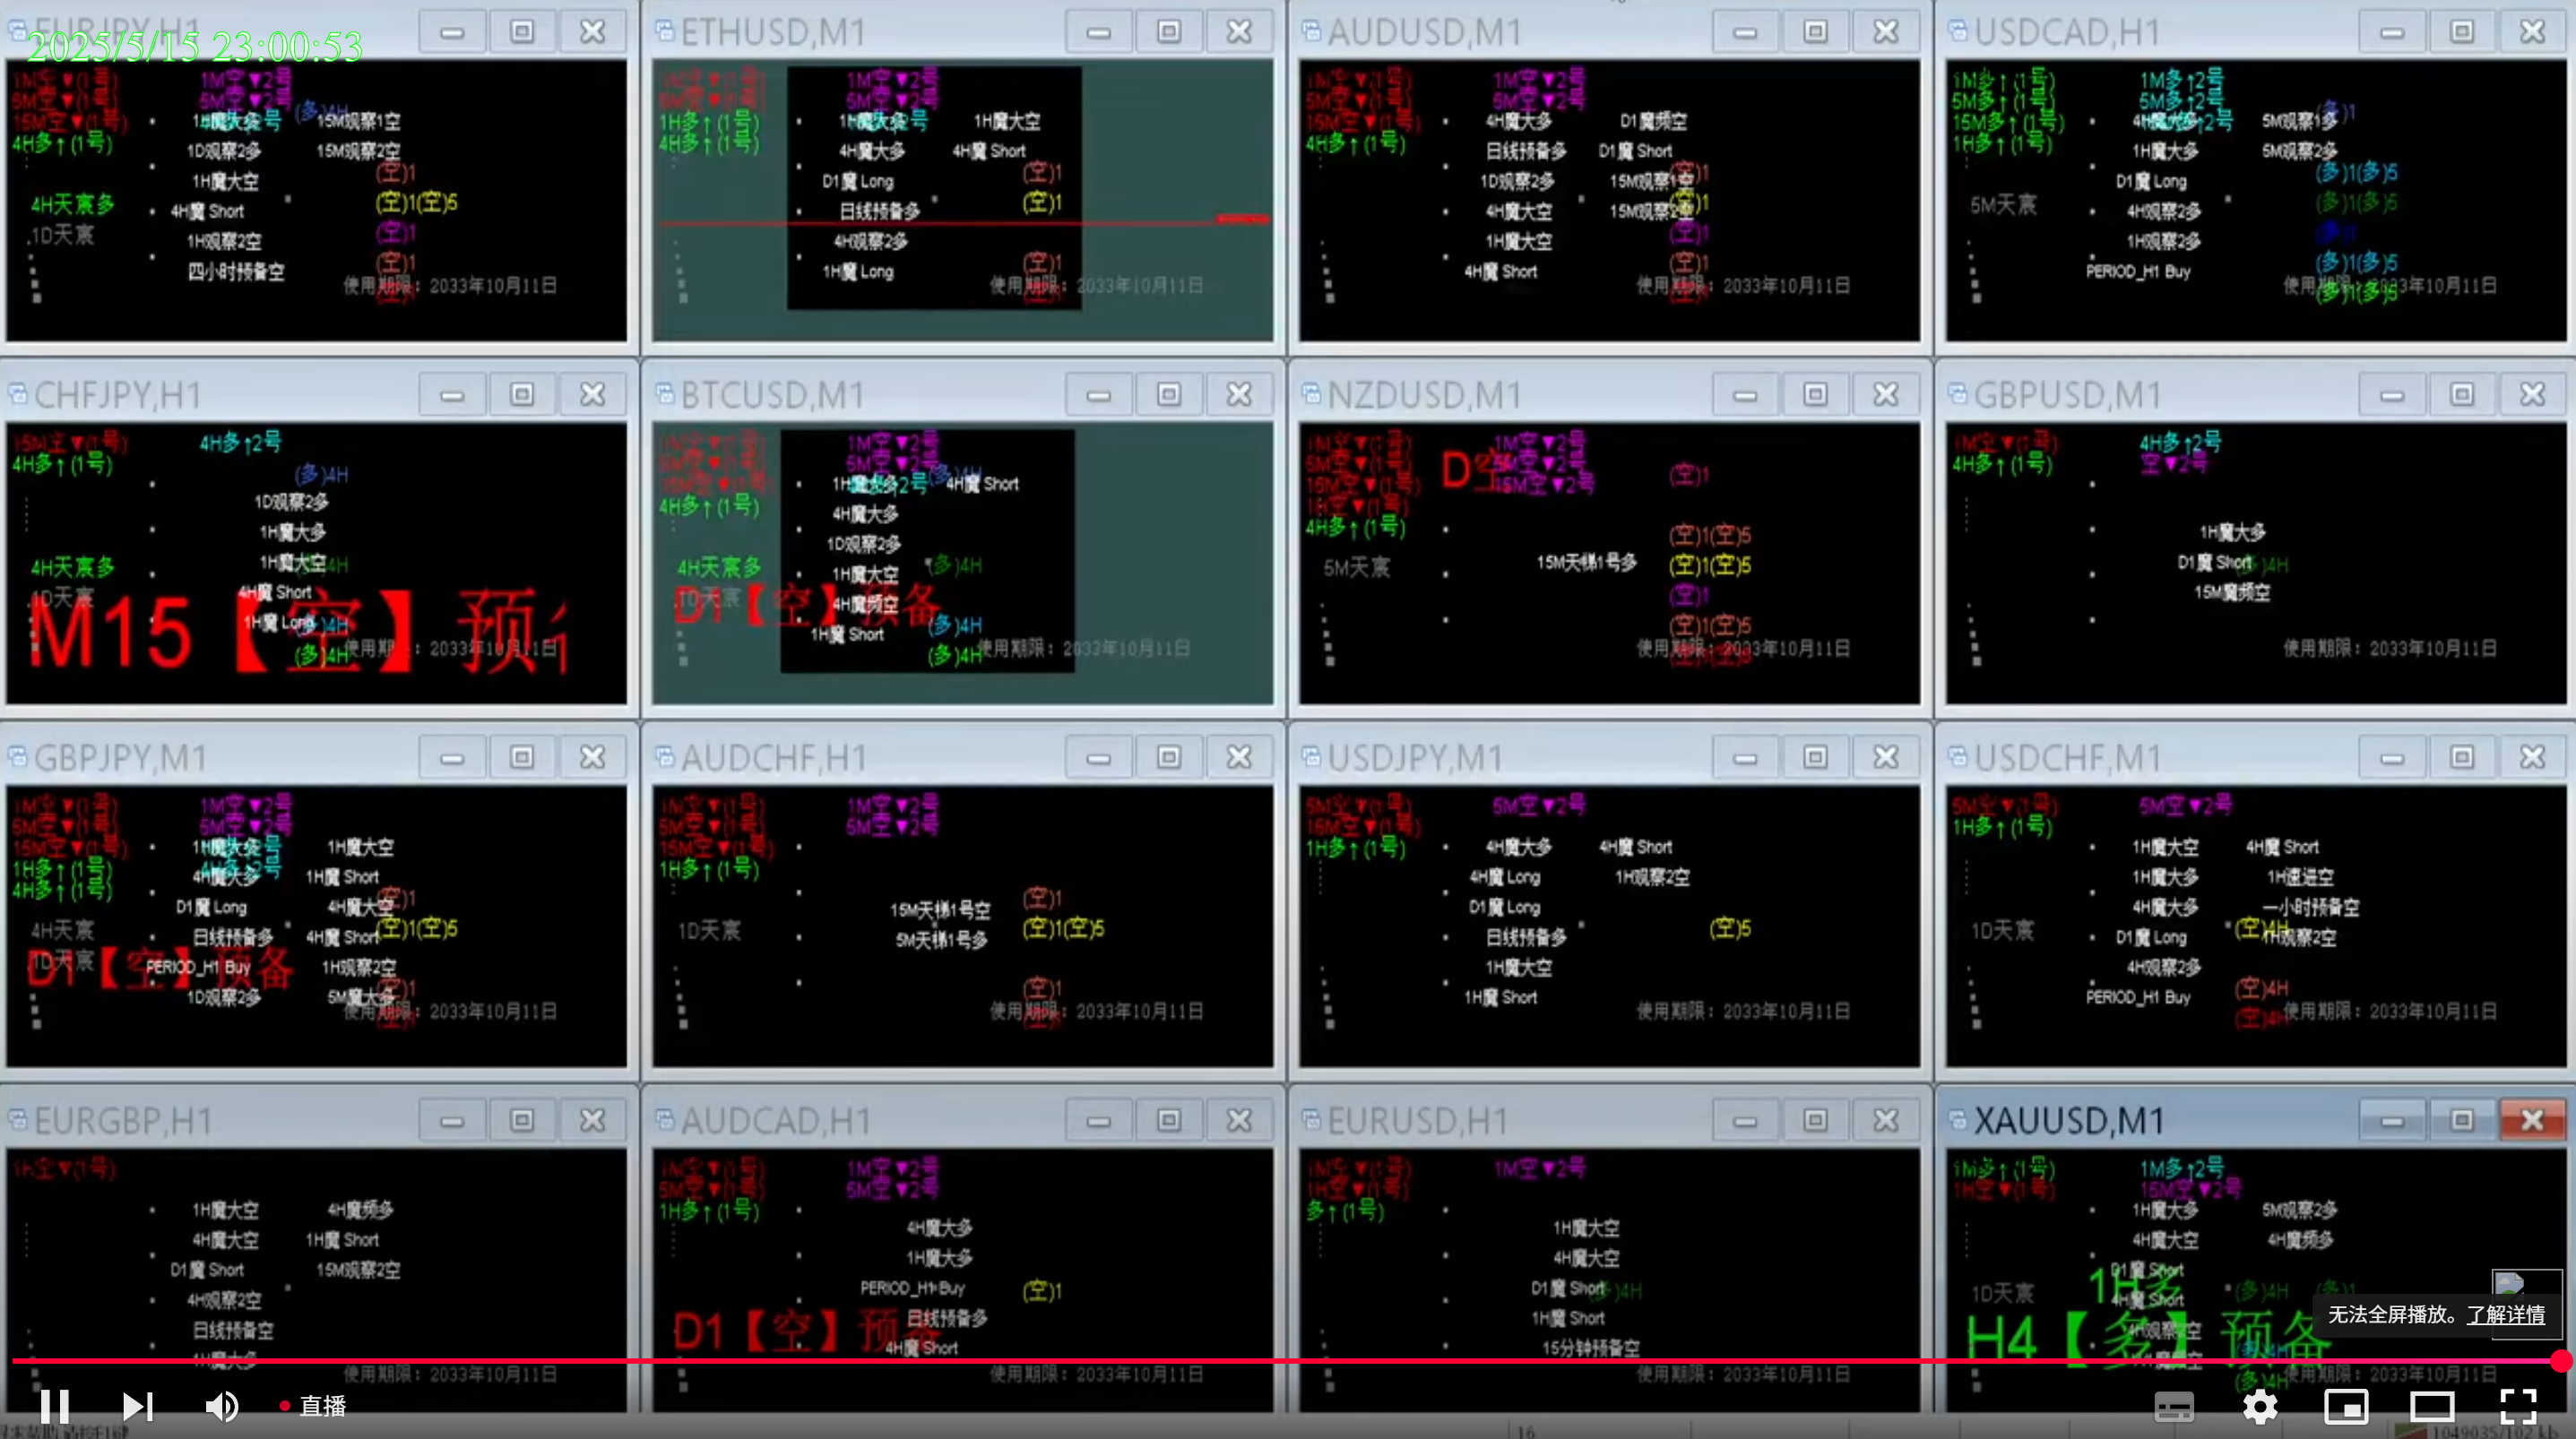 EURJPY,H1
2025/5/15 23:00:53
1M空▼(1号)
5M空▼(1号)
15M空▼(1号)
4H多↑(1号)
1M空▼2号
5M空▼2号
(多)4H
1H魔大多
15M观察1空
1D观察2多
15M观察2空
1H魔大空
(空)1
4H天宸多
4H魔 Short
(空)1(空)5
1D天宸
1H观察2空
(空)1
四小时预备空
(空)1
使用期限：2033年10月11日
ETHUSD,M1
1H多↑(1号)
4H多↑(1号)
1M空▼2号
5M空▼2号
1H魔大多
1H魔大空
4H魔大多
4H魔 Short
D1魔 Long
(空)1
日线预备多
(空)1
4H观察2多
1H魔 Long
(空)1
使用期限：2033年10月11日
AUDUSD,M1
1M空▼(1号)
5M空▼(1号)
15M空▼(1号)
4H多↑(1号)
1M空▼2号
5M空▼2号
4H魔大多
D1魔频空
日线预备多
D1魔 Short
1D观察2多
15M观察1空
(空)1
4H魔大空
15M观察2空
(空)1
1H魔大空
(空)1
4H魔 Short
(空)1
使用期限：2033年10月11日
USDCAD,H1
1M多↑(1号)
5M多↑(1号)
15M多↑(1号)
1H多↑(1号)
1M多↑2号
5M多↑2号
4H魔大多
5M观察1多
1H魔大多
5M观察2多
D1魔 Long
(多)1(多)5
5M天宸
4H观察2多
(多)1(多)5
1H观察2多
PERIOD_H1 Buy
(多)1(多)5
(多)1(多)5
使用期限：2033年10月11日
CHFJPY,H1
15M空▼(1号)
4H多↑(1号)
4H多↑2号
(多)4H
1D观察2多
1H魔大多
4H天宸多
1H魔大空
1D天宸
4H魔 Short
1H魔 Long
M15【空】预
(多)4H
(多)4H
使用期限：2033年10月11日
BTCUSD,M1
4H多↑(1号)
1M空▼2号
5M空▼2号
1H魔大多
4H魔 Short
4H魔大多
1D观察2多
4H天宸多
1H魔大空
(多)4H
D1【空】预备
4H魔频空
1H魔 Short
(多)4H
(多)4H
使用期限：2033年10月11日
NZDUSD,M1
1M空▼(1号)
5M空▼(1号)
15M空▼(1号)
1H空▼(1号)
4H多↑(1号)
D空
1M空▼2号
5M空▼2号
15M空▼2号
(空)1
(空)1(空)5
5M天宸
15M天梯1号多
(空)1(空)5
(空)1
(空)1(空)5
使用期限：2033年10月11日
GBPUSD,M1
1M空▼(1号)
4H多↑(1号)
4H多↑2号
空▼2号
1H魔大多
D1魔 Short
15M魔频空
使用期限：2033年10月11日
GBPJPY,M1
1M空▼(1号)
5M空▼(1号)
15M空▼(1号)
1H多↑(1号)
4H多↑(1号)
1M空▼2号
5M空▼2号
1H魔大多
1H魔大空
4H魔大多
1H魔 Short
D1魔 Long
4H魔大空
(空)1
4H天宸
日线预备多
4H魔 Short
(空)1(空)5
1D天宸
D1【空】预备
PERIOD_H1 Buy
1H观察2空
1D观察2多
5M魔大多
(空)1
使用期限：2033年10月11日
AUDCHF,H1
1M空▼(1号)
5M空▼(1号)
15M空▼(1号)
1H多↑(1号)
1M空▼2号
5M空▼2号
15M天梯1号空
(空)1
1D天宸
5M天梯1号多
(空)1(空)5
(空)1
使用期限：2033年10月11日
USDJPY,M1
5M空▼(1号)
15M空▼(1号)
1H多↑(1号)
5M空▼2号
4H魔大多
4H魔 Short
4H魔 Long
1H观察2空
D1魔 Long
日线预备多
(空)5
1H魔大空
1H魔 Short
使用期限：2033年10月11日
USDCHF,M1
5M空▼(1号)
1H多↑(1号)
5M空▼2号
1H魔大空
4H魔 Short
1H魔大多
1H速进空
4H魔大多
一小时预备空
1D天宸
D1魔 Long
(空)4H
1H观察2空
4H观察2多
PERIOD_H1 Buy
(空)4H
(空)4H
使用期限：2033年10月11日
EURGBP,H1
1h空▼(1号)
1H魔大空
4H魔频多
4H魔大空
1H魔 Short
D1魔 Short
15M观察2空
4H观察2空
日线预备空
1H魔大多
使用期限：2033年10月11日
AUDCAD,H1
1M空▼(1号)
5M空▼(1号)
1H多↑(1号)
1M空▼2号
5M空▼2号
4H魔大多
1H魔大多
PERIOD_H1 Buy
(空)1
D1【空】预备
日线预备多
4H魔 Short
使用期限：2033年10月11日
EURUSD,H1
1M空▼(1号)
1H空▼(1号)
多↑(1号)
1M空▼2号
1H魔大空
4H魔大空
D1魔 Short
1H魔 Short
15分钟预备空
使用期限：2033年10月11日
XAUUSD,M1
1M多↑(1号)
1H空▼(1号)
1M多↑2号
15M空▼2号
1H魔大多
5M观察2多
4H魔大空
4H魔频多
D1魔 Short
1D天宸
1H多
4H魔 Short
(多)4H
(多)1
H4【多】预备
(多)4H
使用期限：2033年10月11日
无法全屏播放。了解详情
直播
16
1049035/102 kb